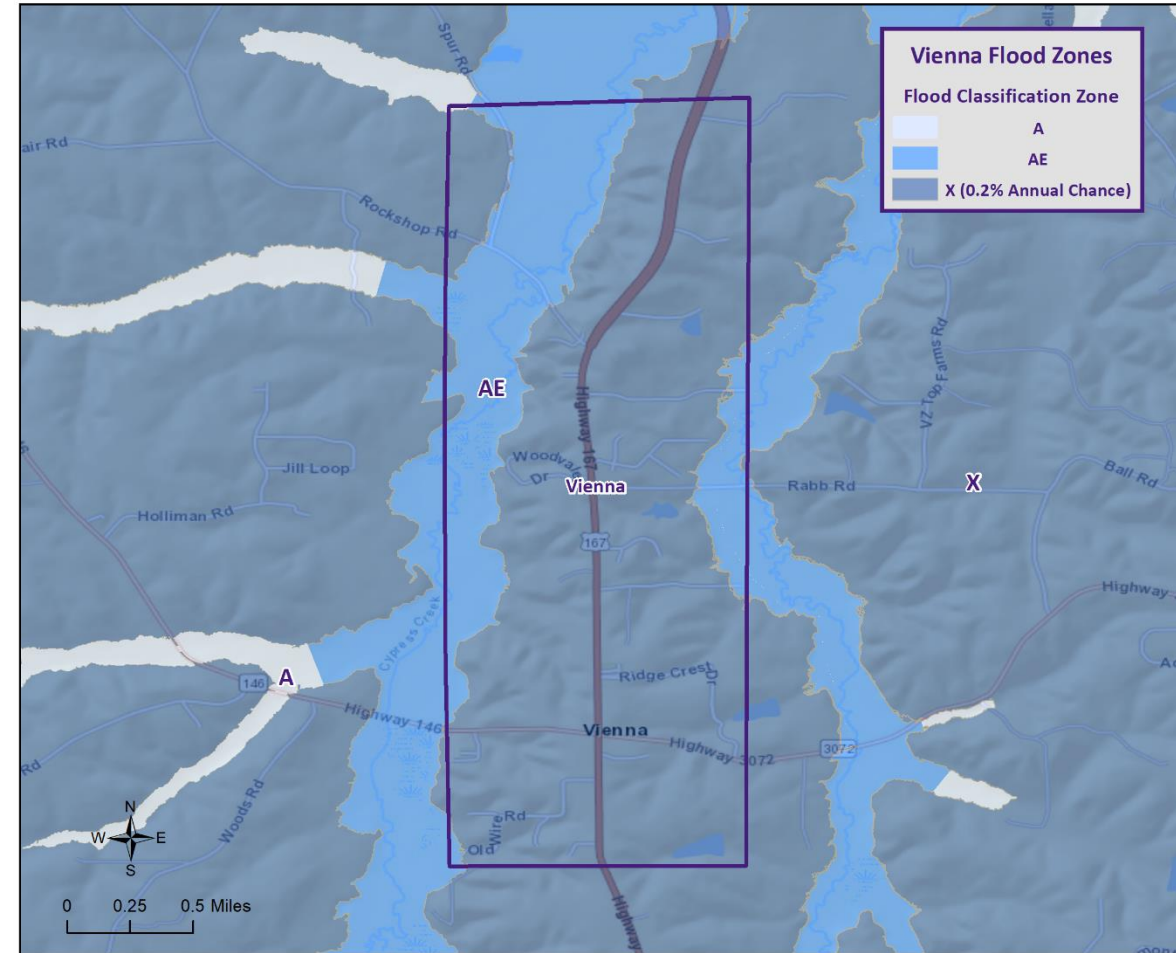 Vienna Flood Zones
Flood Classification Zone
A
AE
X (0.2% Annual Chance)
Spur Rd
air Rd
Rockshop Rd
Highway 167
VZ Top Farms Rd
AE
Jill Loop
Woodvale Dr
Vienna
Rabb Rd
X
Ball Rd
Holliman Rd
167
Cypress Creek
Highway
A
146
Ridge Crest Dr
Highway 146
Vienna
Highway 3072
3072
Rd
Woods Rd
Old Wire Rd
N
W
E
S
0
0.25
0.5 Miles
Highway